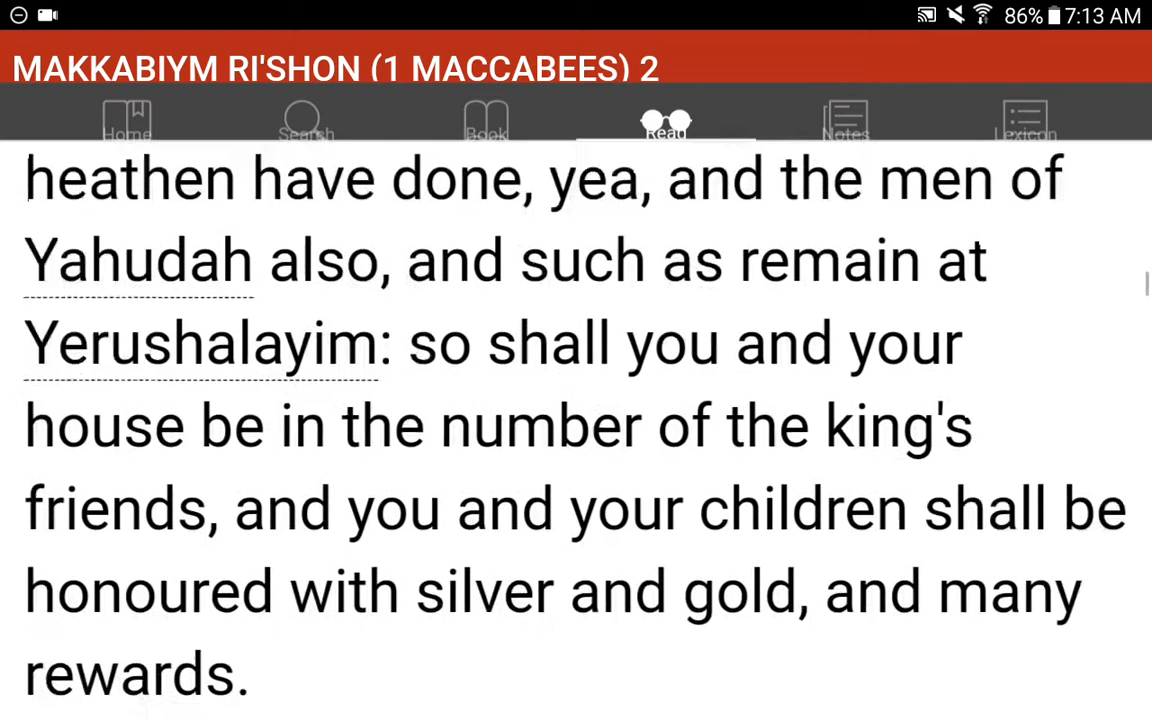 86% 7:13 AM
MAKKABIYM RI'SHON (1 MACCABEES) 2
Home Search Book Read Notes Lexicon
heathen have done, yea, and the men of
Yahudah also, and such as remain at
Yerushalayim: so shall you and your
house be in the number of the king's
friends, and you and your children shall be
honoured with silver and gold, and many
rewards.